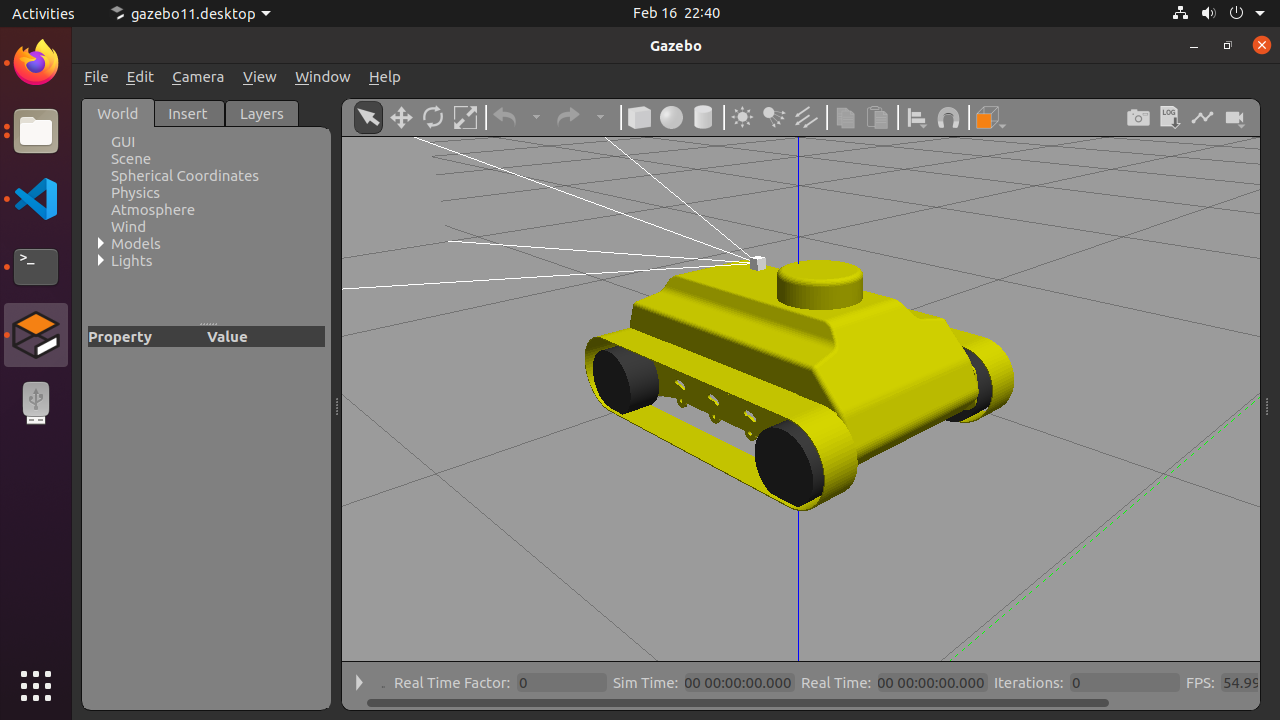 Activities gazebo11.desktop Feb 16 22:40
Gazebo
File Edit Camera View Window Help
World Insert Layers
LOG
GUI
Scene
Spherical Coordinates
Physics
Atmosphere
Wind
Models
Lights
Property Value
>_
Real Time Factor: 0 Sim Time: 00 00:00:00.000 Real Time: 00 00:00:00.000 Iterations: 0 FPS: 54.99